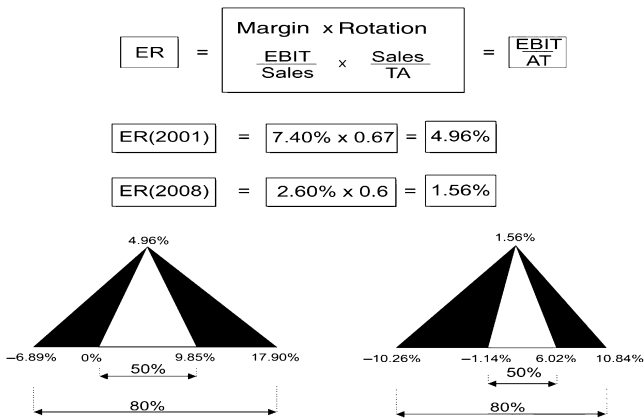 Margin x Rotation
ER = EBIT/Sales x Sales/TA = EBIT/AT
ER(2001) = 7.40% x 0.67 = 4.96%
ER(2008) = 2.60% x 0.6 = 1.56%
4.96%
1.56%
−6.89% 0% 9.85% 17.90%
−10.26% −1.14% 6.02% 10.84%
50%
50%
80%
80%